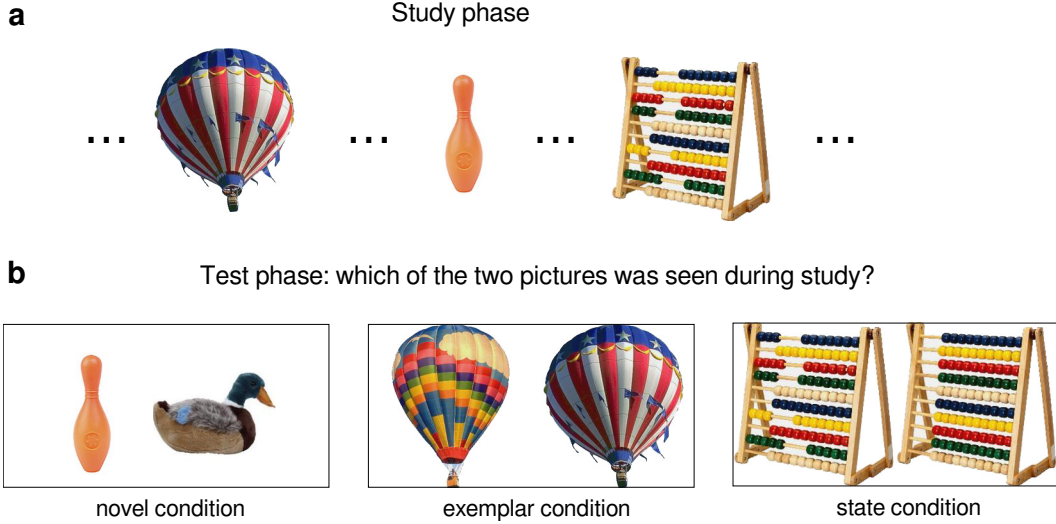 a
Study phase
... ... ... ...
b
Test phase: which of the two pictures was seen during study?
novel condition
exemplar condition
state condition